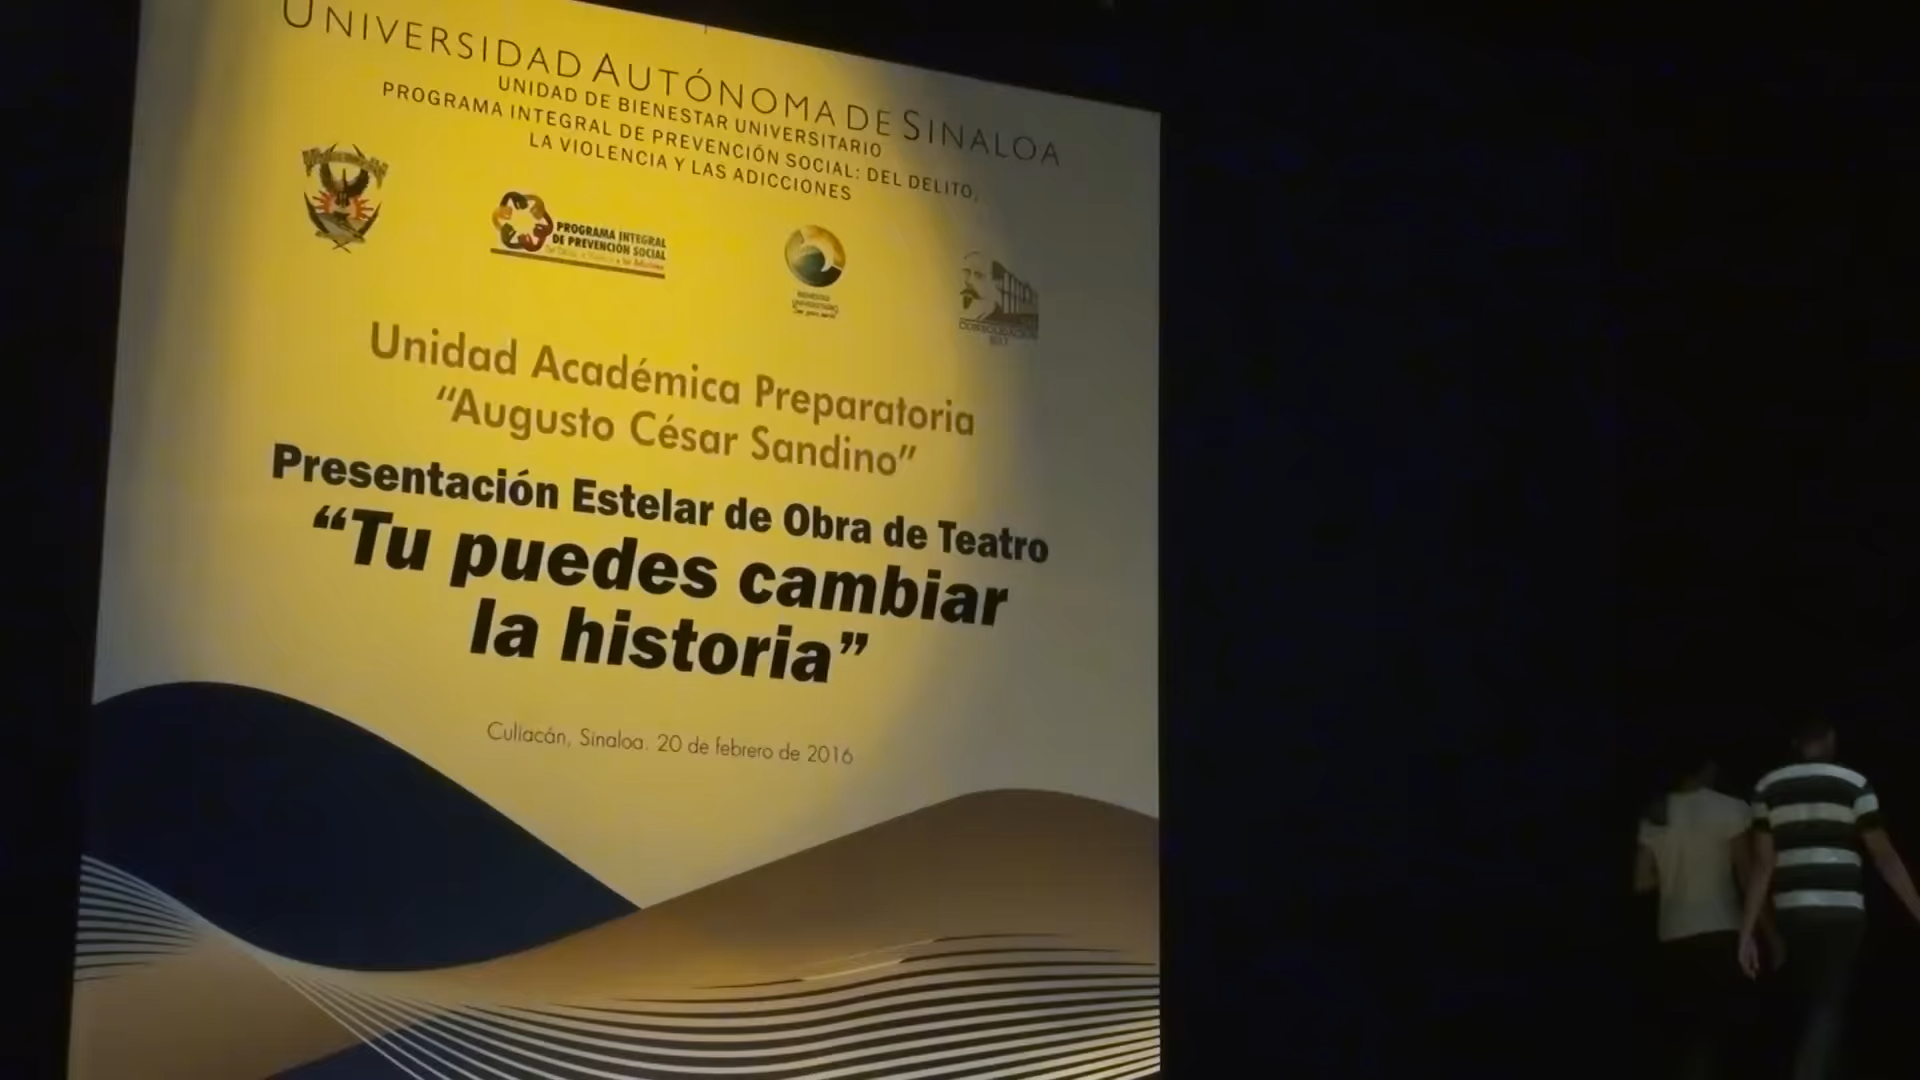 UNIVERSIDAD AUTÓNOMA DE SINALOA
UNIDAD DE BIENESTAR UNIVERSITARIO
PROGRAMA INTEGRAL DE PREVENCIÓN SOCIAL: DEL DELITO,
LA VIOLENCIA Y LAS ADICCIONES
PROGRAMA INTEGRAL
DE PREVENCIÓN SOCIAL
BIENESTAR
UNIVERSITARIO
Unidad Académica Preparatoria
“Augusto César Sandino”
Presentación Estelar de Obra de Teatro
“Tu puedes cambiar
la historia”
Culiacán, Sinaloa. 20 de febrero de 2016